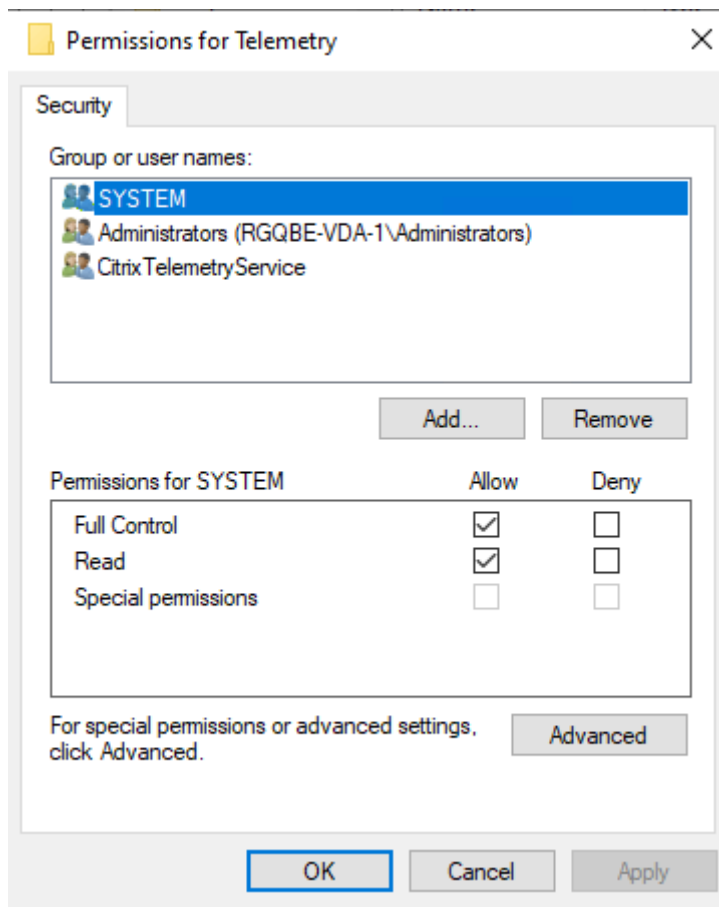 Permissions for Telemetry
Security
Group or user names:
SYSTEM
Administrators (RGQBE-VDA-1\Administrators)
CitrixTelemetryService
Add...
Remove
Permissions for SYSTEM
Allow
Deny
Full Control
Read
Special permissions
For special permissions or advanced settings,
click Advanced.
Advanced
OK
Cancel
Apply